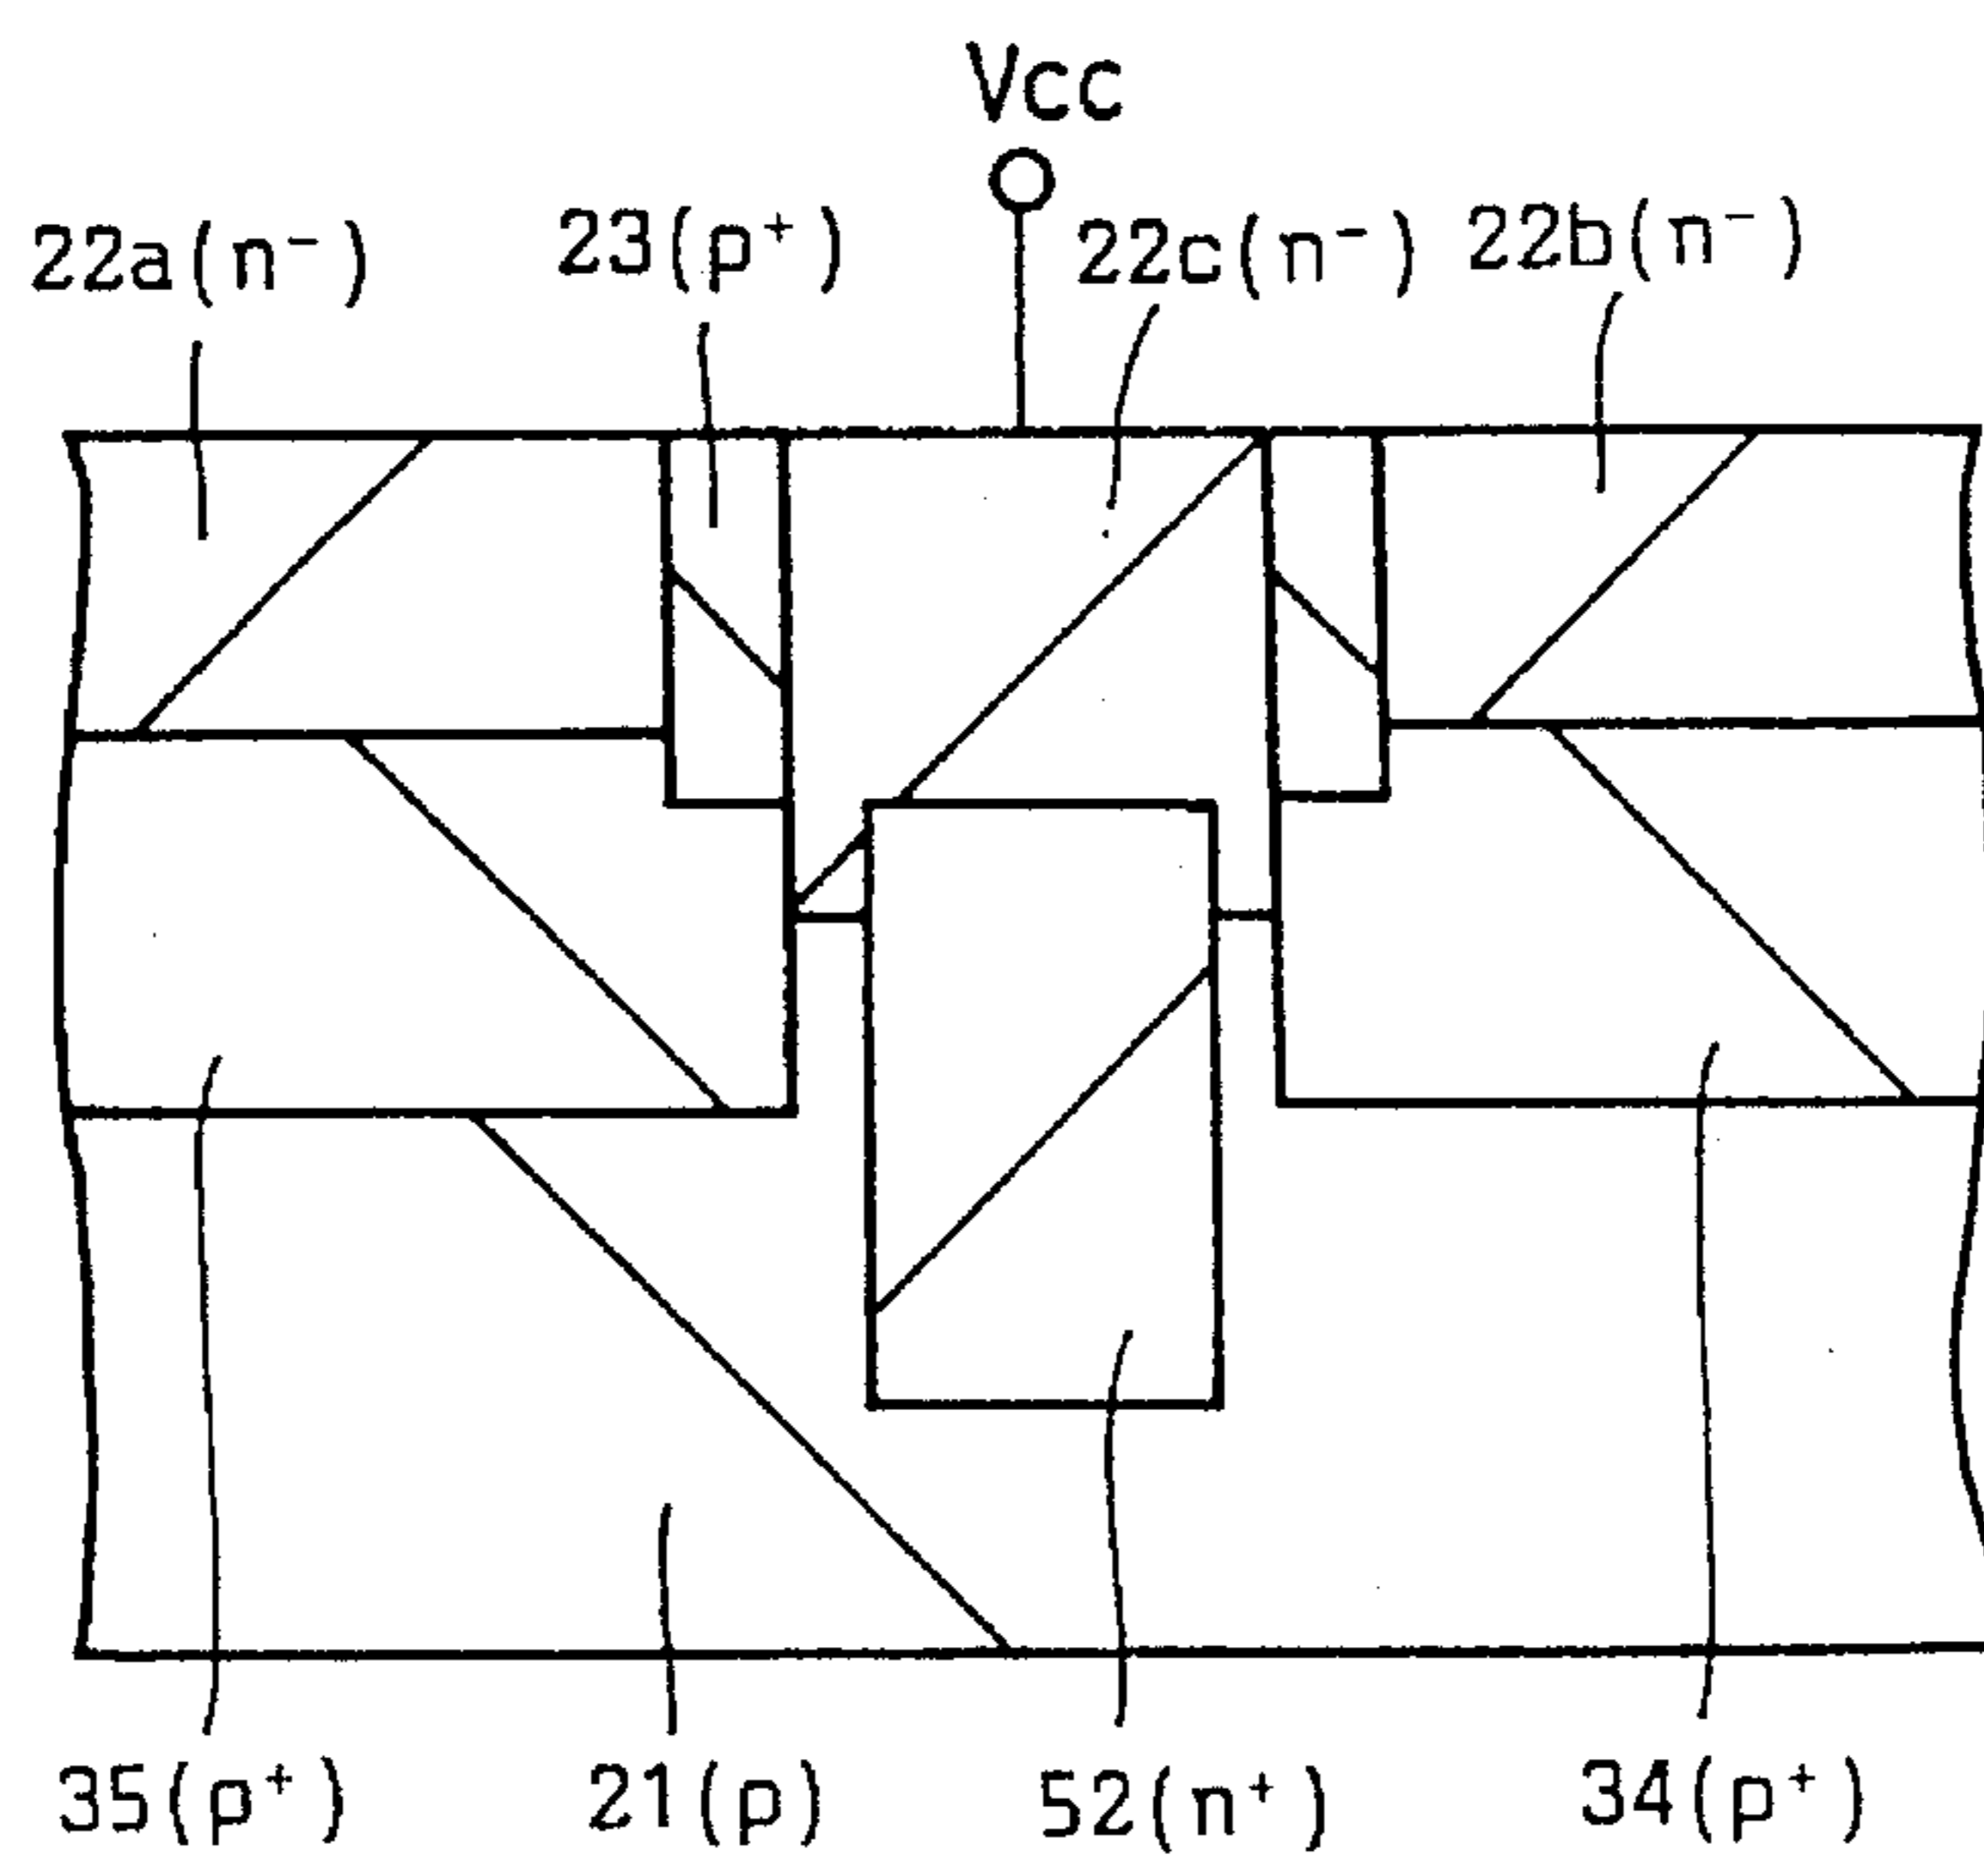 Vcc
22a(n⁻) 23(p⁺) 22c(n⁻) 22b(n⁻)
35(p⁺) 21(p) 52(n⁺) 34(p⁺)